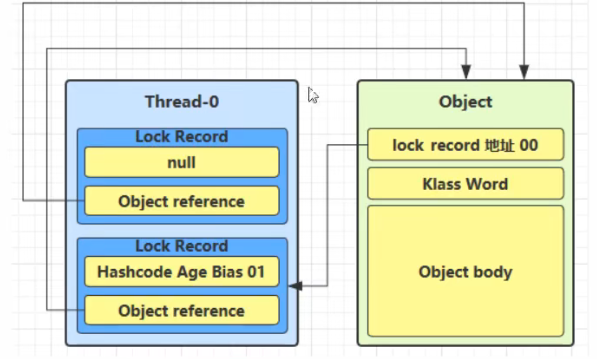 Thread-0
Lock Record
null
Object reference
Lock Record
Hashcode Age Bias 01
Object reference
Object
lock record 地址 00
Klass Word
Object body